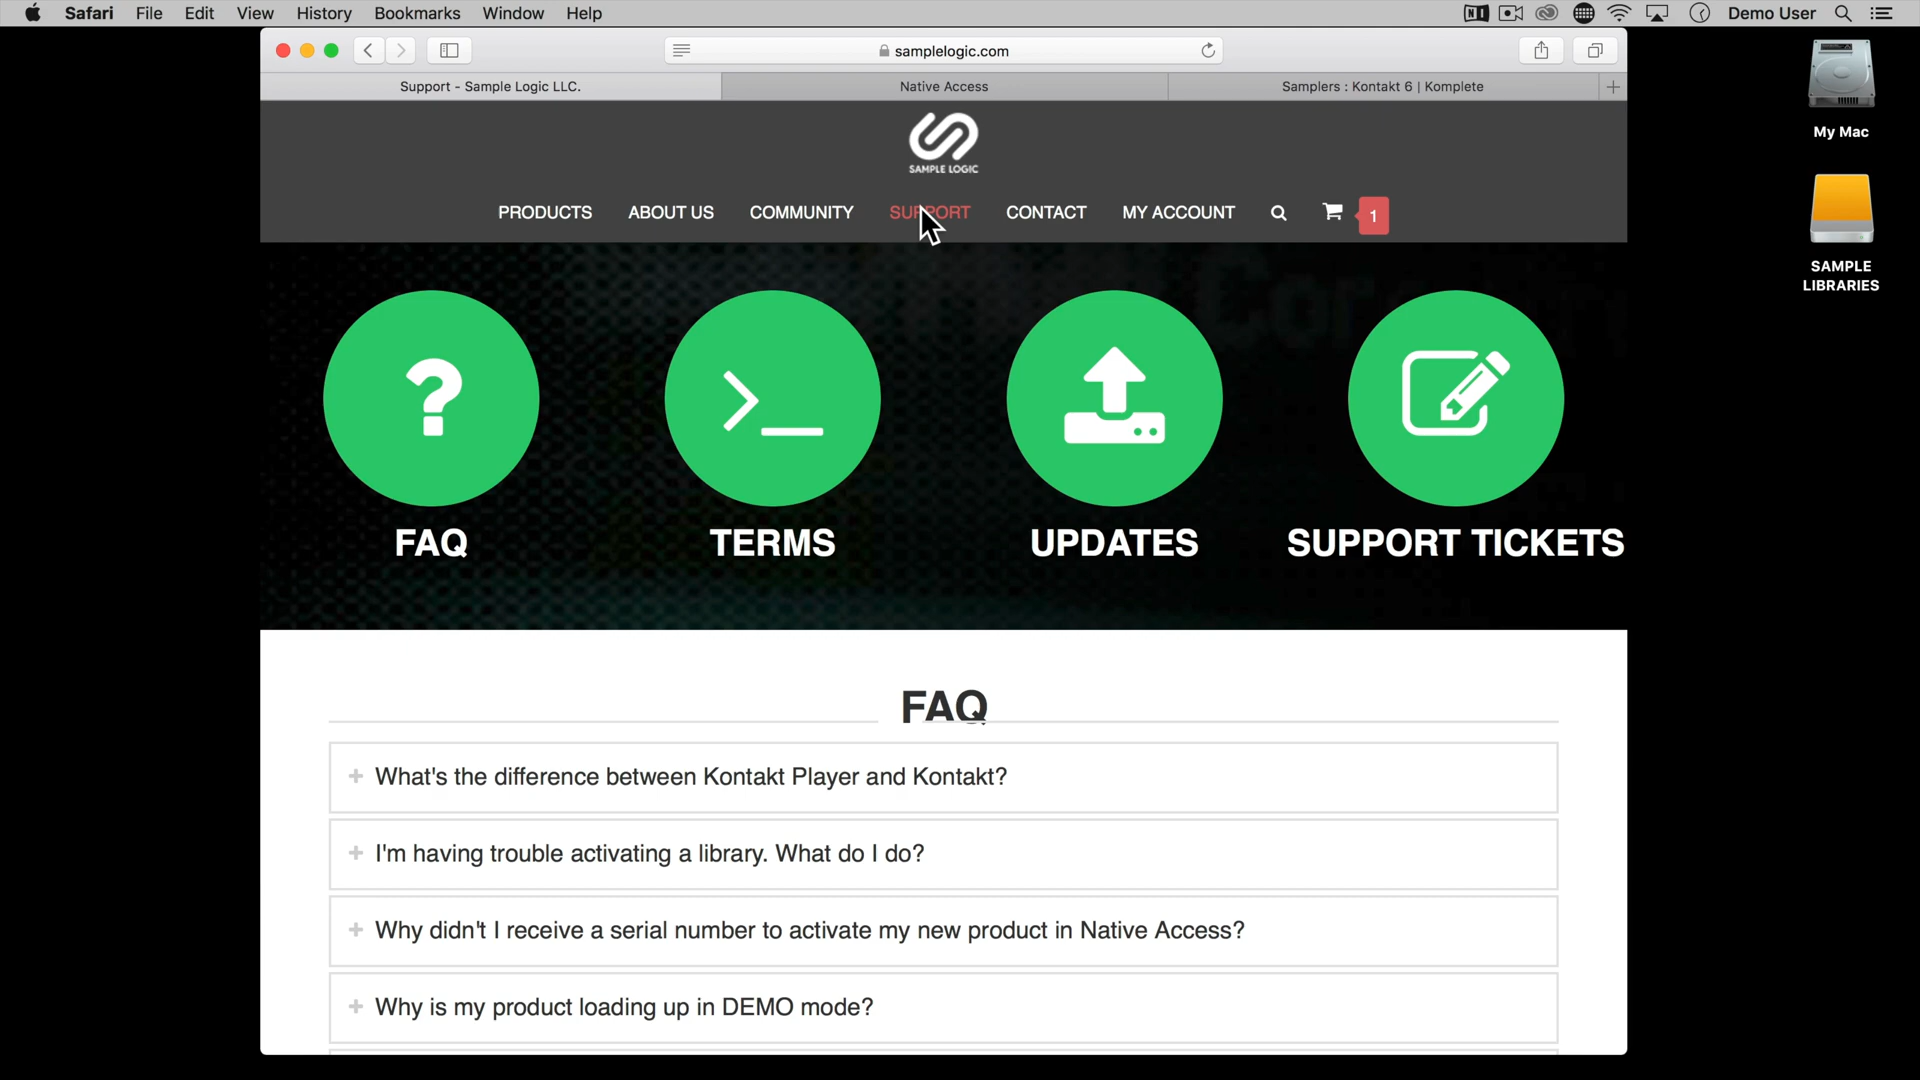 Safari File Edit View History Bookmarks Window Help
NI
Demo User
samplelogic.com
Support - Sample Logic LLC.
Native Access
Samplers : Kontakt 6 | Komplete
My Mac
SAMPLE
LIBRARIES
SAMPLE LOGIC
PRODUCTS ABOUT US COMMUNITY SUPPORT CONTACT MY ACCOUNT 1
FAQ
TERMS
UPDATES
SUPPORT TICKETS
FAQ
+ What's the difference between Kontakt Player and Kontakt?
+ I'm having trouble activating a library. What do I do?
+ Why didn't I receive a serial number to activate my new product in Native Access?
+ Why is my product loading up in DEMO mode?